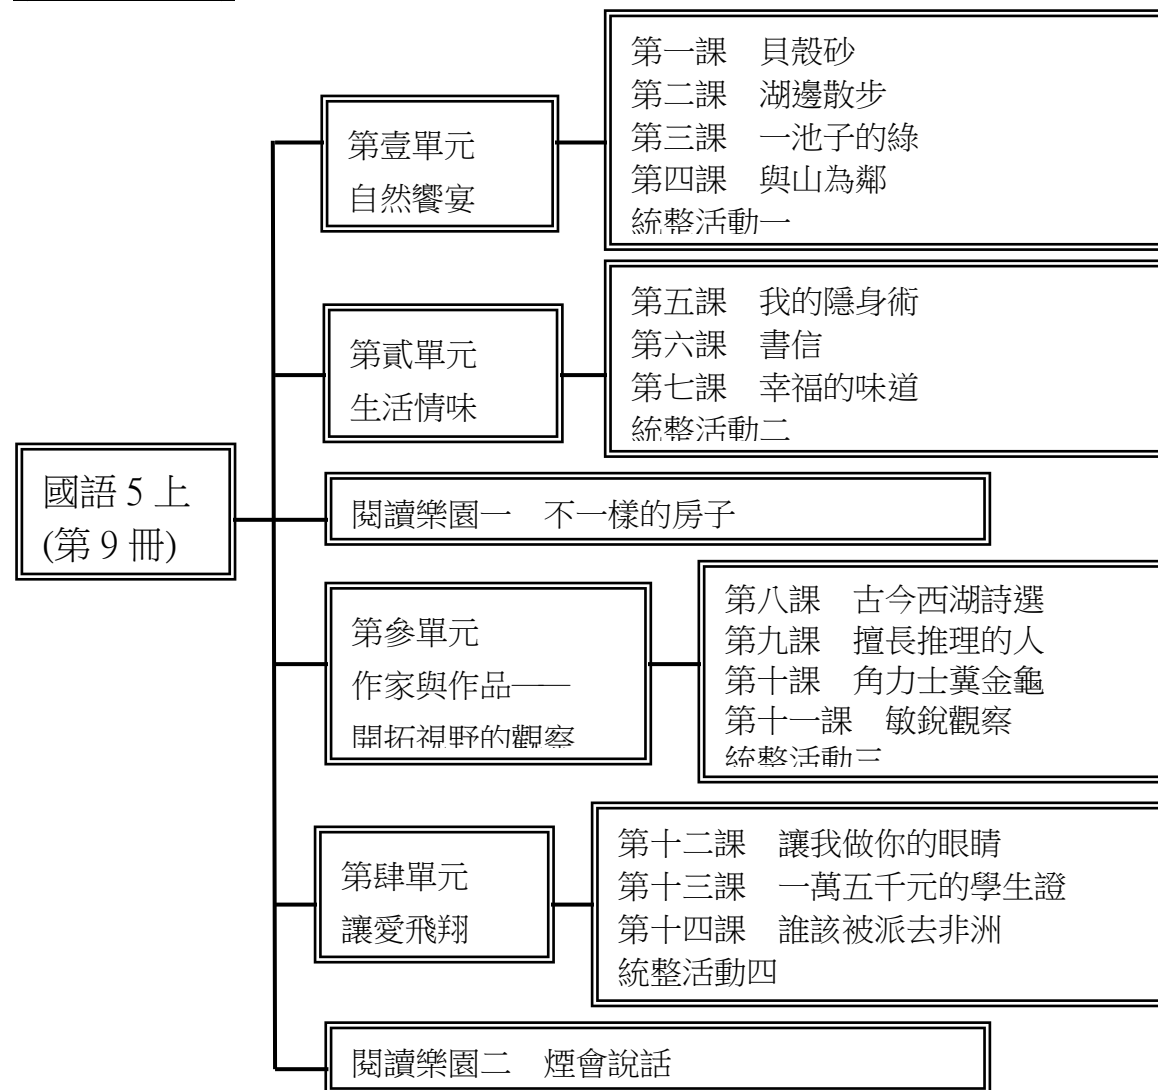 國語 5 上
(第 9 冊)
第壹單元
自然饗宴
第一課　貝殼砂
第二課　湖邊散步
第三課　一池子的綠
第四課　與山為鄰
統整活動一
第貳單元
生活情味
第五課　我的隱身術
第六課　書信
第七課　幸福的味道
統整活動二
閱讀樂園一　不一樣的房子
第參單元
作家與作品——
開拓視野的觀察
第八課　古今西湖詩選
第九課　擅長推理的人
第十課　角力士糞金龜
第十一課　敏銳觀察
統整活動三
第肆單元
讓愛飛翔
第十二課　讓我做你的眼睛
第十三課　一萬五千元的學生證
第十四課　誰該被派去非洲
統整活動四
閱讀樂園二　煙會說話